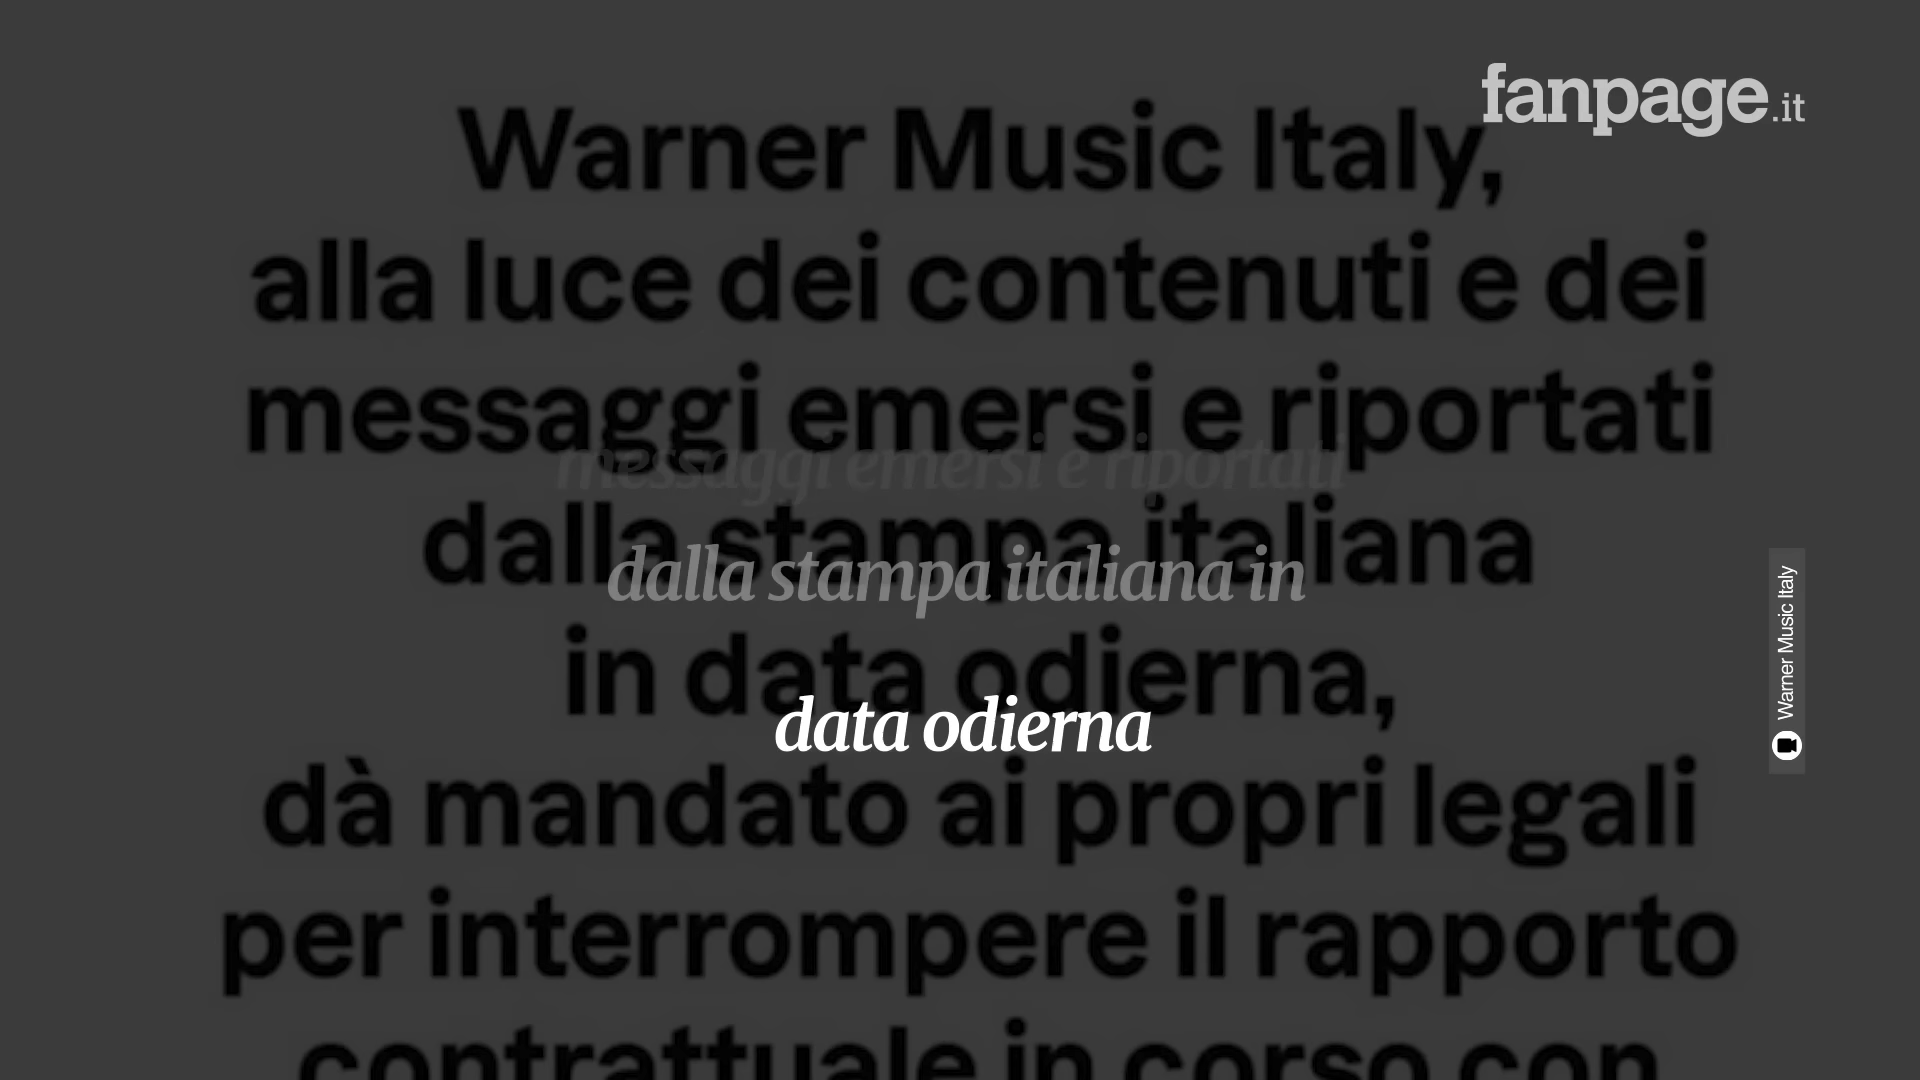 fanpage.it
Warner Music Italy,
alla luce dei contenuti e dei
messaggi emersi e riportati
messaggi emersi e riportati
dalla stampa italiana
dalla stampa italiana in
in data odierna,
data odierna
dà mandato ai propri legali
per interrompere il rapporto
contrattuale in corso con
Warner Music Italy